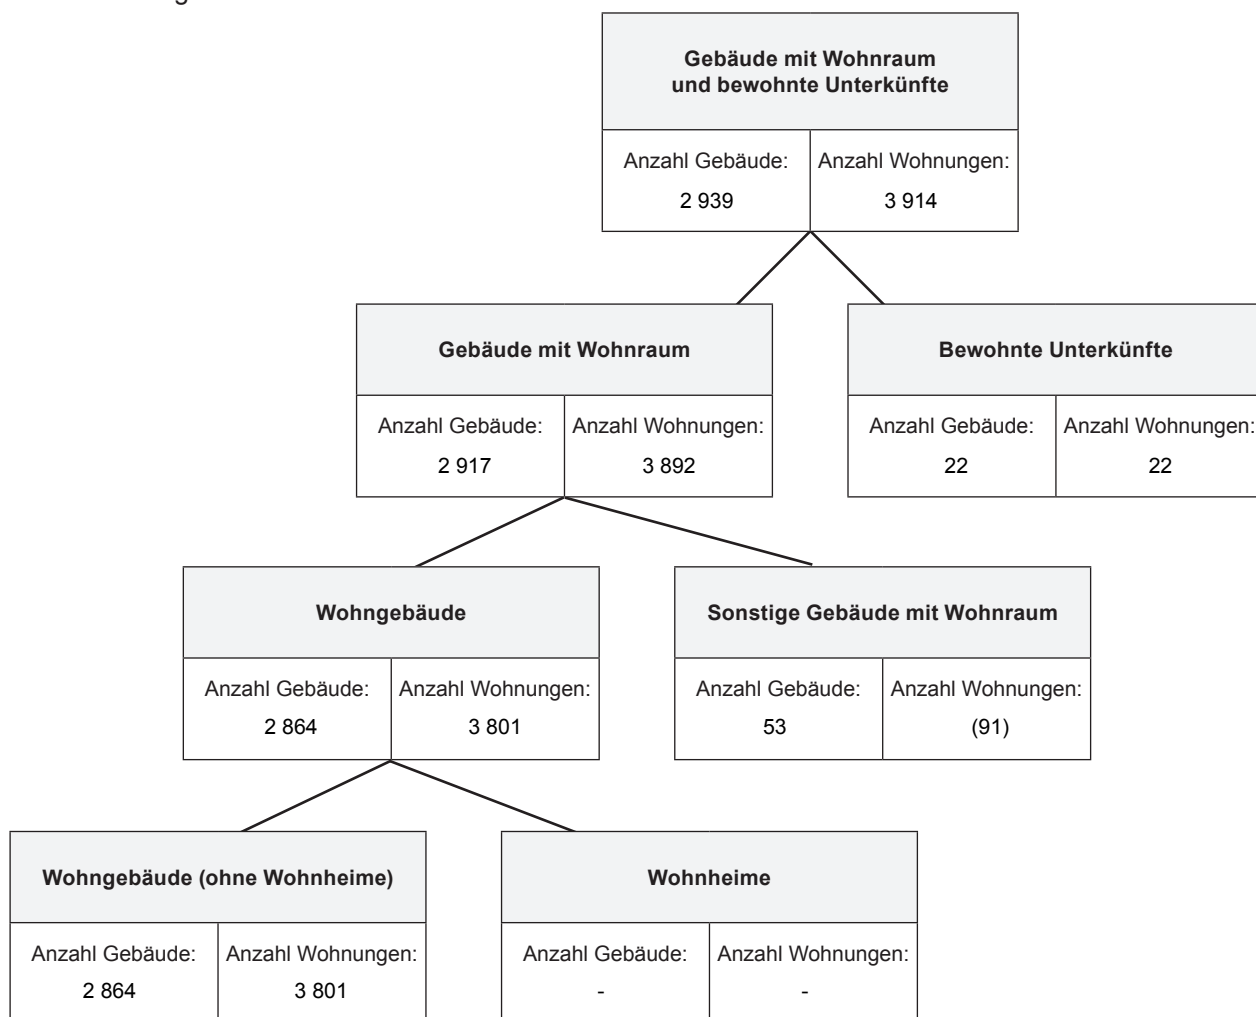 Gebäude mit Wohnraum
und bewohnte Unterkünfte
Anzahl Gebäude: Anzahl Wohnungen:
2 939 3 914
Gebäude mit Wohnraum Bewohnte Unterkünfte
Anzahl Gebäude: Anzahl Wohnungen: Anzahl Gebäude: Anzahl Wohnungen:
2 917 3 892 22 22
Wohngebäude Sonstige Gebäude mit Wohnraum
Anzahl Gebäude: Anzahl Wohnungen: Anzahl Gebäude: Anzahl Wohnungen:
2 864 3 801 53 (91)
Wohngebäude (ohne Wohnheime) Wohnheime
Anzahl Gebäude: Anzahl Wohnungen: Anzahl Gebäude: Anzahl Wohnungen:
2 864 3 801 - -